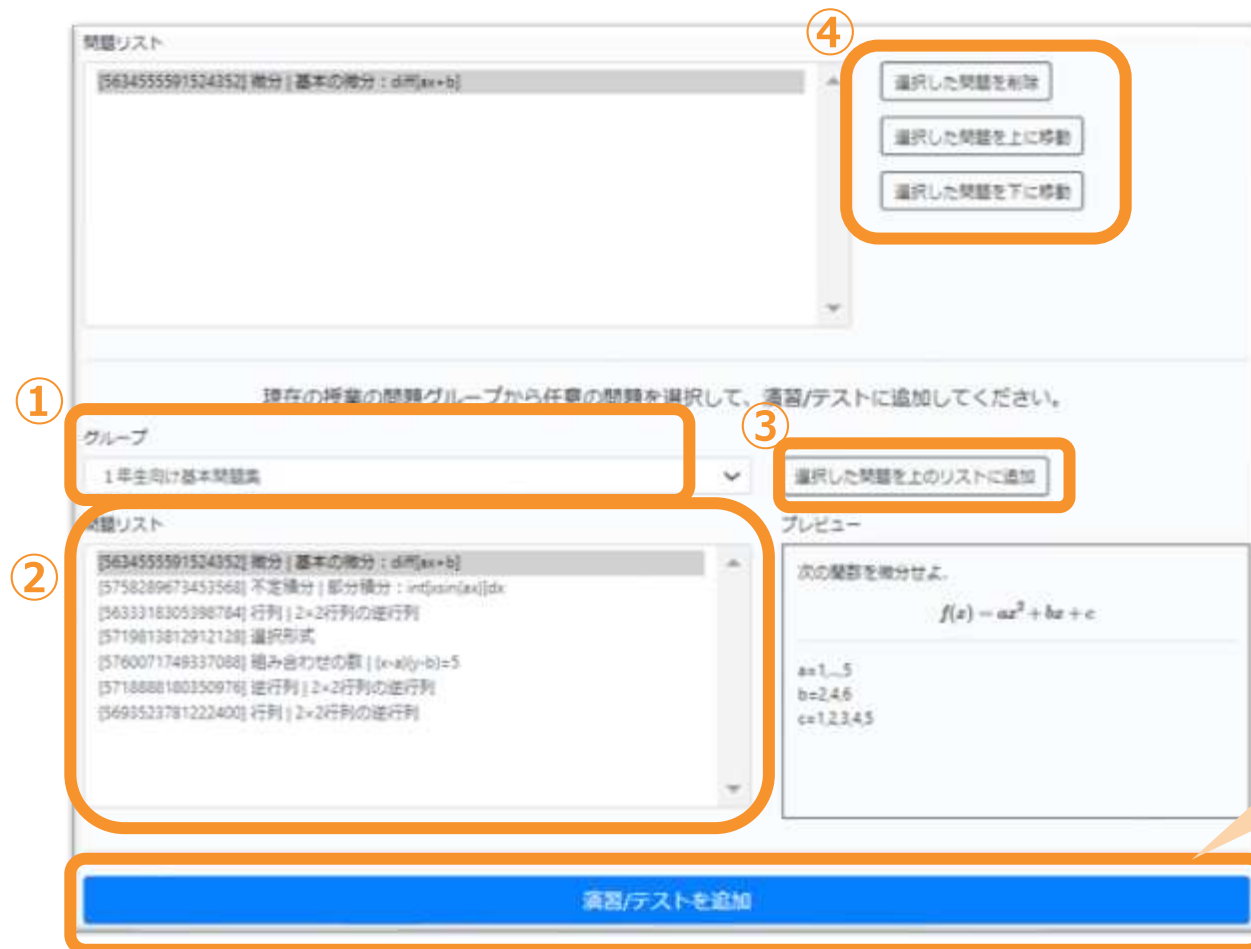 ④
問題リスト
[5634555591524352] 微分 | 基本の微分：diff[ax+b]
選択した問題を削除
選択した問題を上に移動
選択した問題を下に移動
①
現在の授業の問題グループから任意の問題を選択して、演習/テストに追加してください。
グループ
１年生向け基本問題集
③
選択した問題を上のリストに追加
②
問題リスト
[5634555591524352] 微分 | 基本の微分：diff[ax+b]
[5758289673453568] 不定積分 | 部分積分：int[xsin(ax)]dx
[5633318305398784] 行列 | 2×2行列の逆行列
[5719813812912128] 選択形式
[5760071749337088] 組み合わせの数 | (x-a)(y-b)=5
[5718888180350976] 逆行列 | 2×2行列の逆行列
[5693523781222400] 行列 | 2×2行列の逆行列
プレビュー
次の関数を微分せよ.
f(x) = ax² + bx + c
a=1,...,5
b=2,4,6
c=1,2,3,4,5
演習/テストを追加